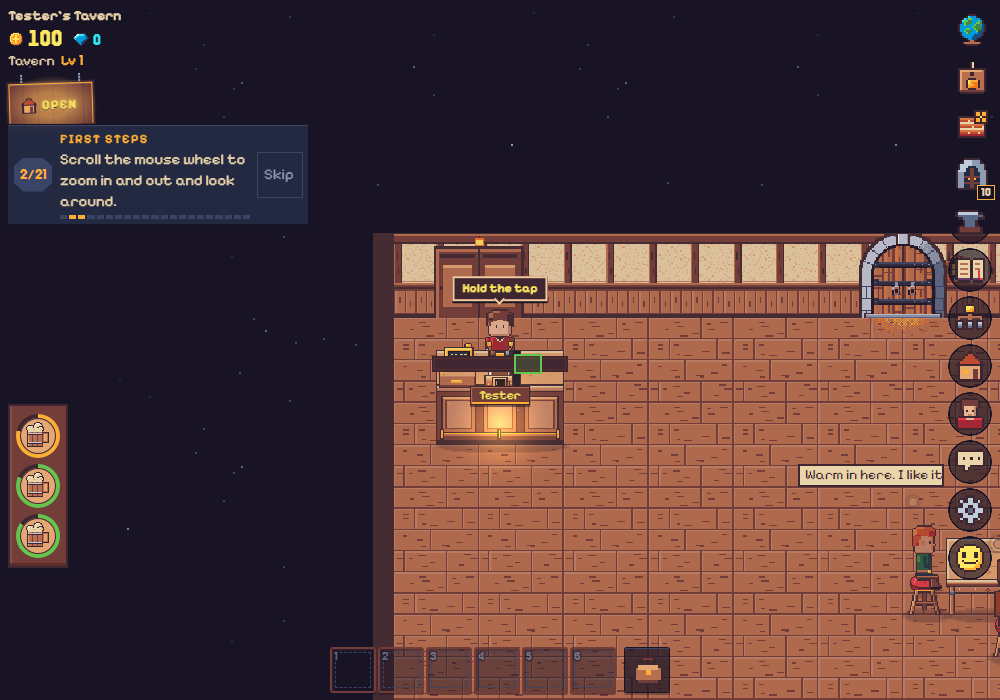 Tester's Tavern
100 0
Tavern Lv 1
OPEN
FIRST STEPS
2/21
Scroll the mouse wheel to
zoom in and out and look
around.
Skip
10
Hold the tap
Tester
Warm in here. I like it
1 2 3 4 5 6